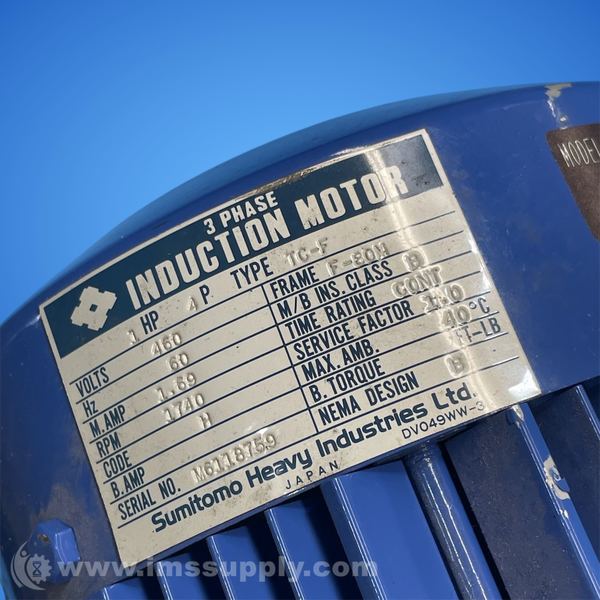 3 PHASE
INDUCTION MOTOR
1 HP 4 P TYPE TC-F
VOLTS 460 FRAME F-80M
Hz 60 M/B INS. CLASS B
M. AMP 1.69 TIME RATING CONT
RPM 1740 SERVICE FACTOR 1.0
CODE H MAX. AMB. 40°C
B. AMP B. TORQUE FT-LB
SERIAL NO. M6118759 NEMA DESIGN B
Sumitomo Heavy Industries Ltd.
JAPAN DV049WW-3
MODEL
www.imssupply.com